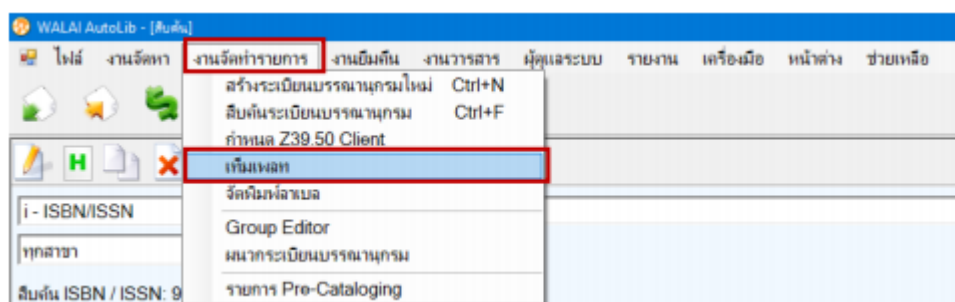 WALAI AutoLib - [สืบค้น]
ไฟล์ งานจัดหา งานจัดทำรายการ งานยืมคืน งานวารสาร ผู้ดูแลระบบ รายงาน เครื่องมือ หน้าต่าง ช่วยเหลือ
สร้างระเบียนบรรณานุกรมใหม่ Ctrl+N
สืบค้นระเบียนบรรณานุกรม Ctrl+F
กำหนด Z39.50 Client
H
เท็มเพลท
จัดพิมพ์ลาเบล
i - ISBN/ISSN
Group Editor
ทุกสาขา
ผนวกระเบียนบรรณานุกรม
รายการ Pre-Cataloging
สืบค้น ISBN / ISSN: 9